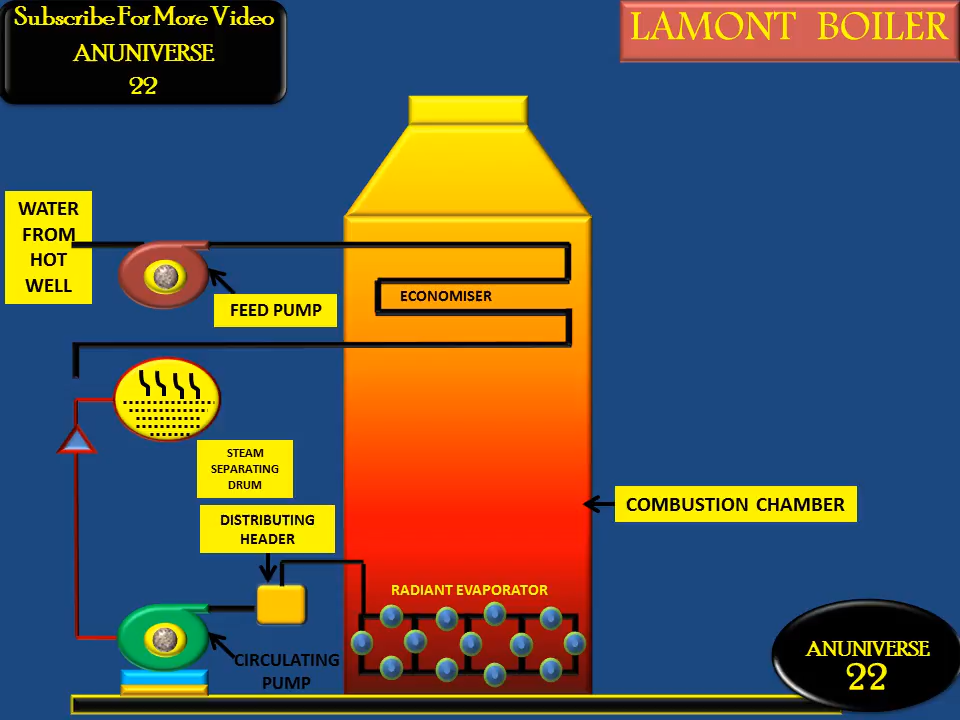 Subscribe For More Video
ANUNIVERSE
22
LAMONT BOILER
WATER
FROM
HOT
WELL
FEED PUMP
ECONOMISER
STEAM
SEPARATING
DRUM
DISTRIBUTING
HEADER
COMBUSTION CHAMBER
RADIANT EVAPORATOR
CIRCULATING
PUMP
ANUNIVERSE
22